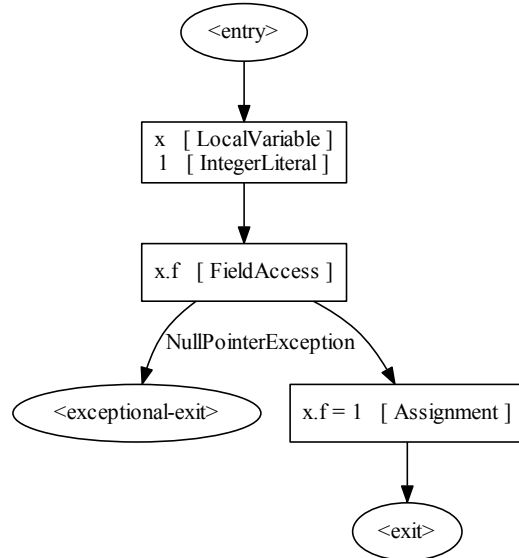 <entry>
x [ LocalVariable ]
1 [ IntegerLiteral ]
x.f [ FieldAccess ]
NullPointerException
<exceptional-exit>
x.f = 1 [ Assignment ]
<exit>